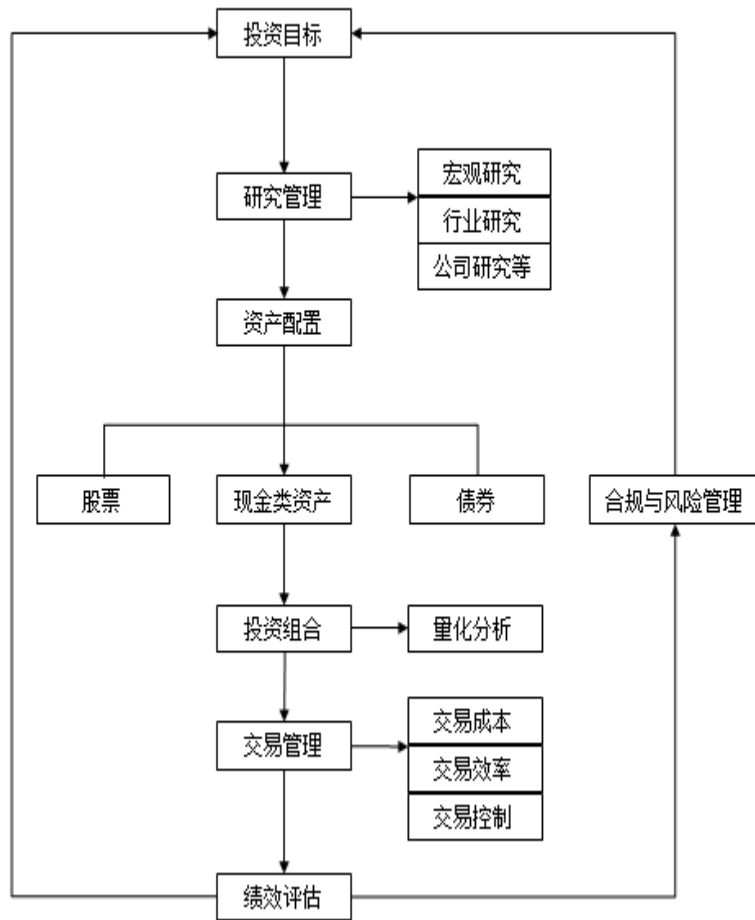 投资目标
研究管理
宏观研究
行业研究
公司研究等
资产配置
股票
现金类资产
债券
合规与风险管理
投资组合
量化分析
交易管理
交易成本
交易效率
交易控制
绩效评估